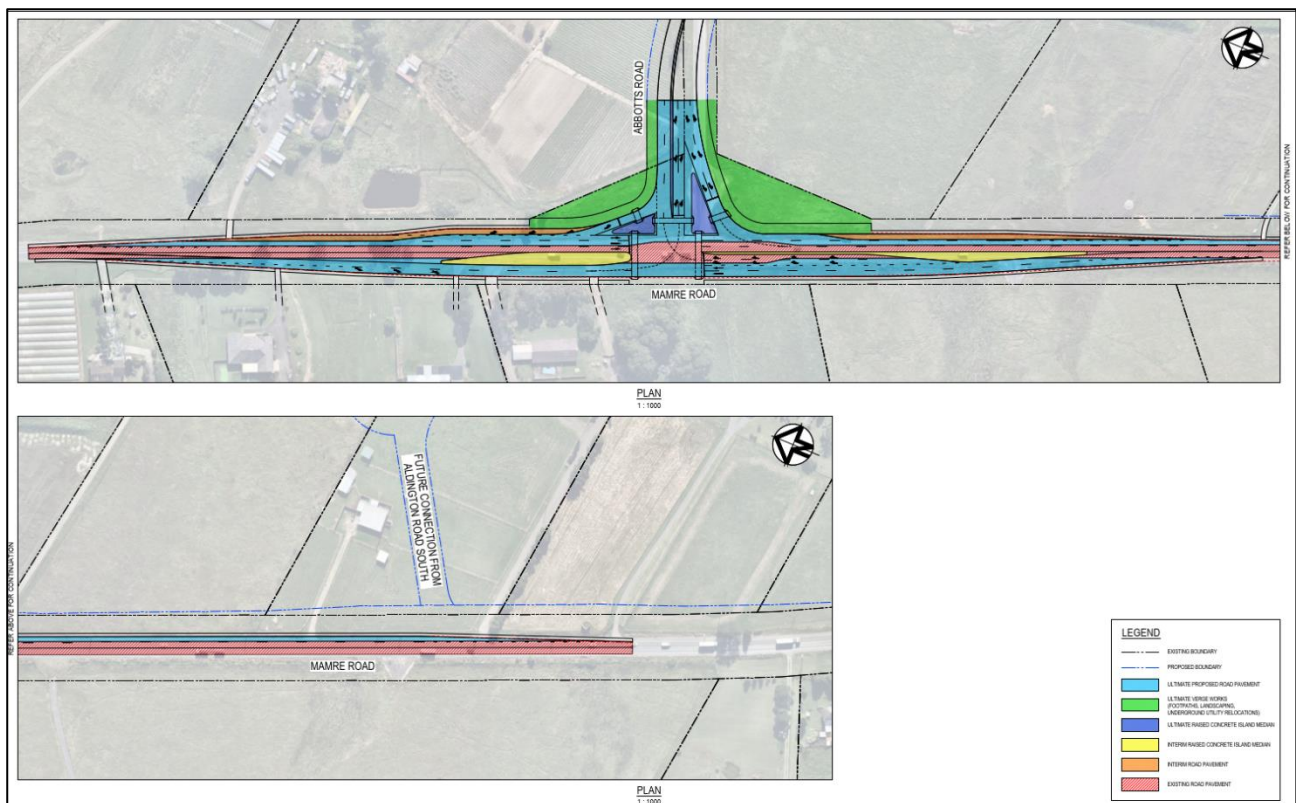 ABBOTTS ROAD
REFER BELOW FOR CONTINUATION
MAMRE ROAD
PLAN
1 : 1000
N
FUTURE CONNECTION FROM
ALDINGTON ROAD SOUTH
REFER ABOVE FOR CONTINUATION
MAMRE ROAD
PLAN
1 : 1000
N
LEGEND
EXISTING BOUNDARY
PROPOSED BOUNDARY
ULTIMATE PROPOSED ROAD PAVEMENT
ULTIMATE VERGE WORKS
(FOOTPATHS, LANDSCAPING,
UNDERGROUND UTILITY RELOCATIONS)
ULTIMATE RAISED CONCRETE ISLAND MEDIAN
INTERIM RAISED CONCRETE ISLAND MEDIAN
INTERIM ROAD PAVEMENT
EXISTING ROAD PAVEMENT